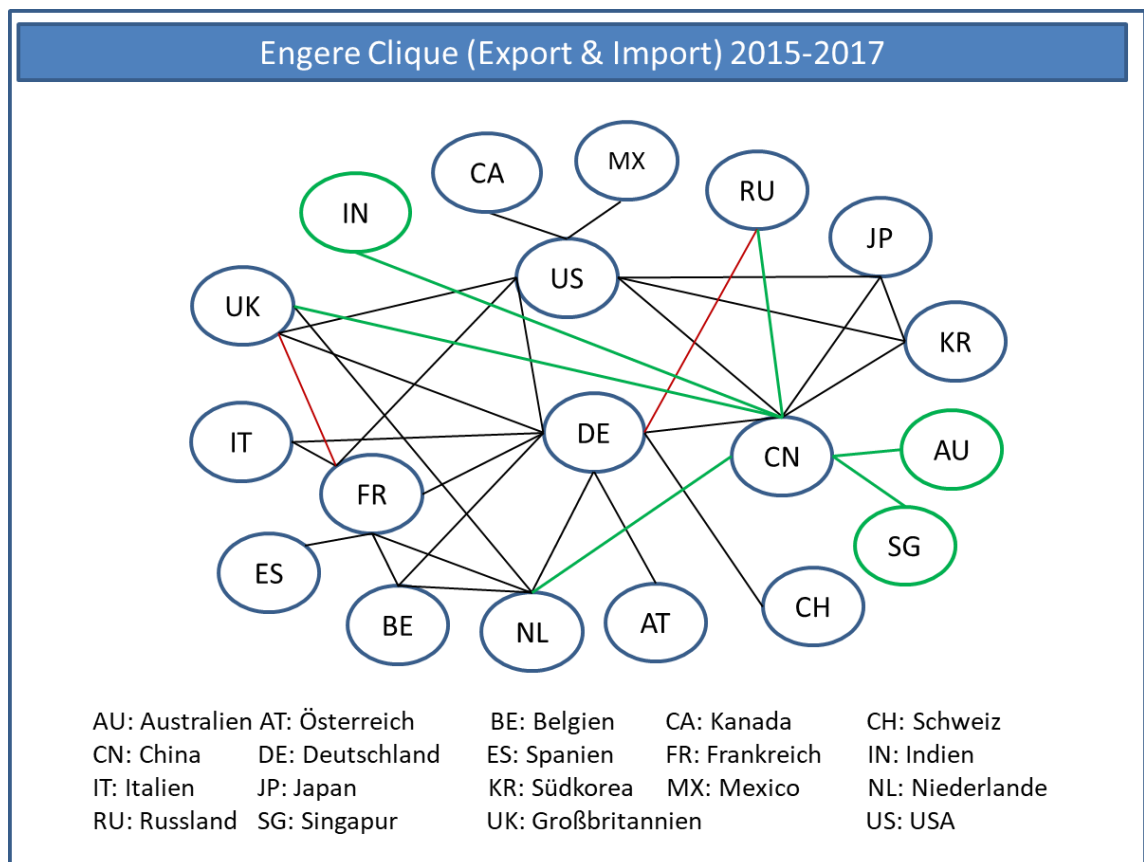 Engere Clique (Export & Import) 2015-2017
CA
MX
RU
IN
JP
US
UK
KR
IT
DE
CN
AU
FR
SG
ES
BE
NL
AT
CH
AU: Australien AT: Österreich BE: Belgien CA: Kanada CH: Schweiz
CN: China DE: Deutschland ES: Spanien FR: Frankreich IN: Indien
IT: Italien JP: Japan KR: Südkorea MX: Mexico NL: Niederlande
RU: Russland SG: Singapur UK: Großbritannien US: USA